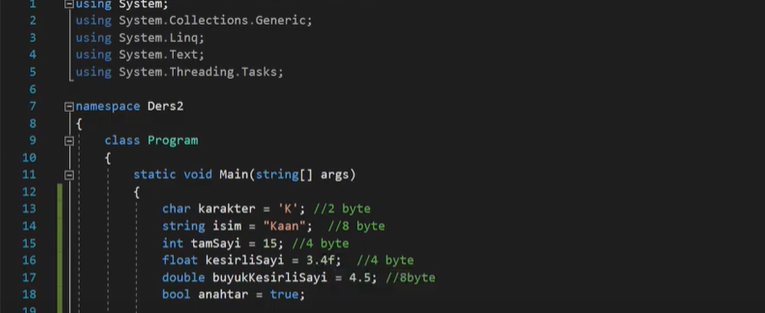 1 using System;
2 using System.Collections.Generic;
3 using System.Linq;
4 using System.Text;
5 using System.Threading.Tasks;
6
7 namespace Ders2
8 {
9 class Program
10 {
11 static void Main(string[] args)
12 {
13 char karakter = 'K'; //2 byte
14 string isim = "Kaan";  //8 byte
15 int tamSayi = 15; //4 byte
16 float kesirliSayi = 3.4f;  //4 byte
17 double buyukKesirliSayi = 4.5; //8byte
18 bool anahtar = true;
19